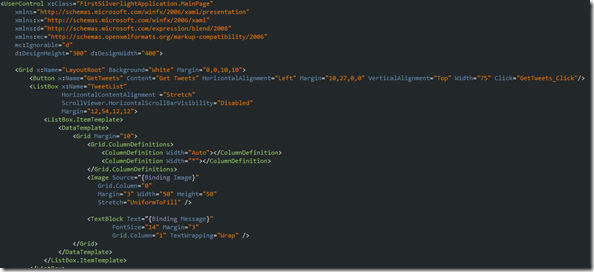 <UserControl x:Class="FirstSilverlightApplication.MainPage"
xmlns="http://schemas.microsoft.com/winfx/2006/xaml/presentation"
xmlns:x="http://schemas.microsoft.com/winfx/2006/xaml"
xmlns:d="http://schemas.microsoft.com/expression/blend/2008"
xmlns:mc="http://schemas.openxmlformats.org/markup-compatibility/2006"
mc:Ignorable="d"
d:DesignHeight="300" d:DesignWidth="400">
<Grid x:Name="LayoutRoot" Background="White" Margin="0,0,10,10">
<Button x:Name="GetTweets" Content="Get Tweets" HorizontalAlignment="Left" Margin="10,27,0,0" VerticalAlignment="Top" Width="75" Click="GetTweets_Click"/>
<ListBox x:Name="TweetList"
HorizontalContentAlignment ="Stretch"
ScrollViewer.HorizontalScrollBarVisibility="Disabled"
Margin="12,54,12,12">
<ListBox.ItemTemplate>
<DataTemplate>
<Grid Margin="10">
<Grid.ColumnDefinitions>
<ColumnDefinition Width="Auto"></ColumnDefinition>
<ColumnDefinition Width="*"></ColumnDefinition>
</Grid.ColumnDefinitions>
<Image Source="{Binding Image}"
Grid.Column="0"
Margin="3" Width="50" Height="50"
Stretch="UniformToFill" />
<TextBlock Text="{Binding Message}"
FontSize="14" Margin="3"
Grid.Column="1" TextWrapping="Wrap" />
</Grid>
</DataTemplate>
</ListBox.ItemTemplate>
</ListBox>